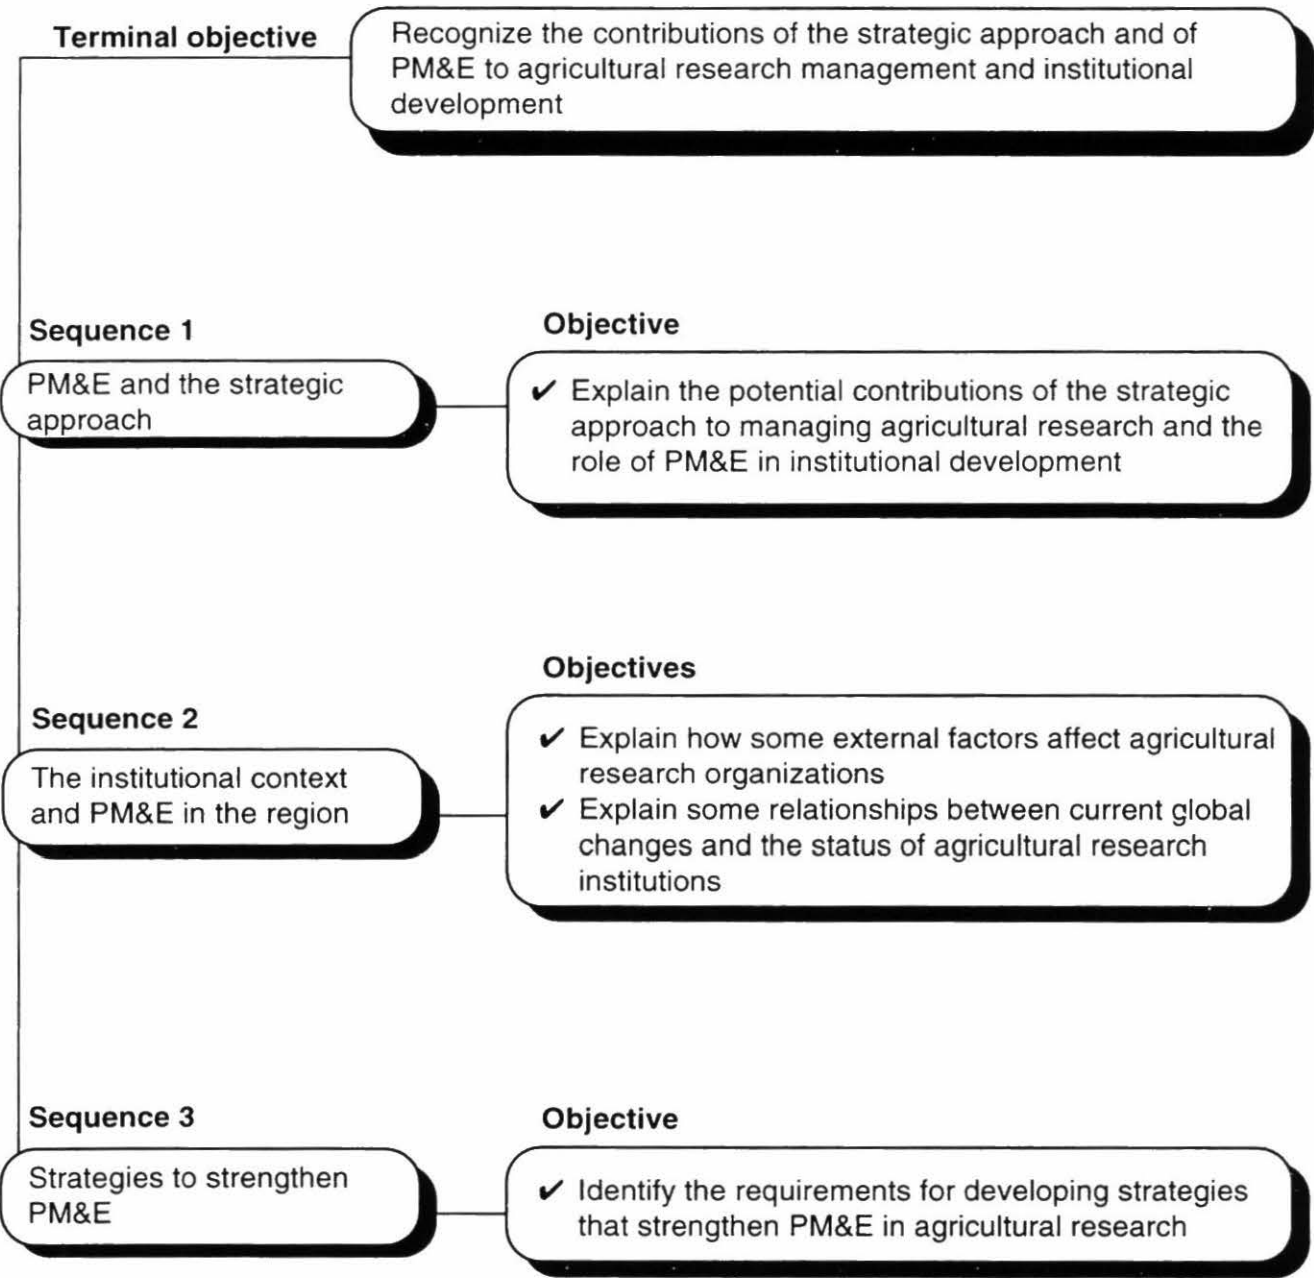 Terminal objective
Recognize the contributions of the strategic approach and of
PM&E to agricultural research management and institutional
development
Sequence 1
PM&E and the strategic
approach
Objective
✔ Explain the potential contributions of the strategic
approach to managing agricultural research and the
role of PM&E in institutional development
Sequence 2
The institutional context
and PM&E in the region
Objectives
✔ Explain how some external factors affect agricultural
research organizations
✔ Explain some relationships between current global
changes and the status of agricultural research
institutions
Sequence 3
Strategies to strengthen
PM&E
Objective
✔ Identify the requirements for developing strategies
that strengthen PM&E in agricultural research